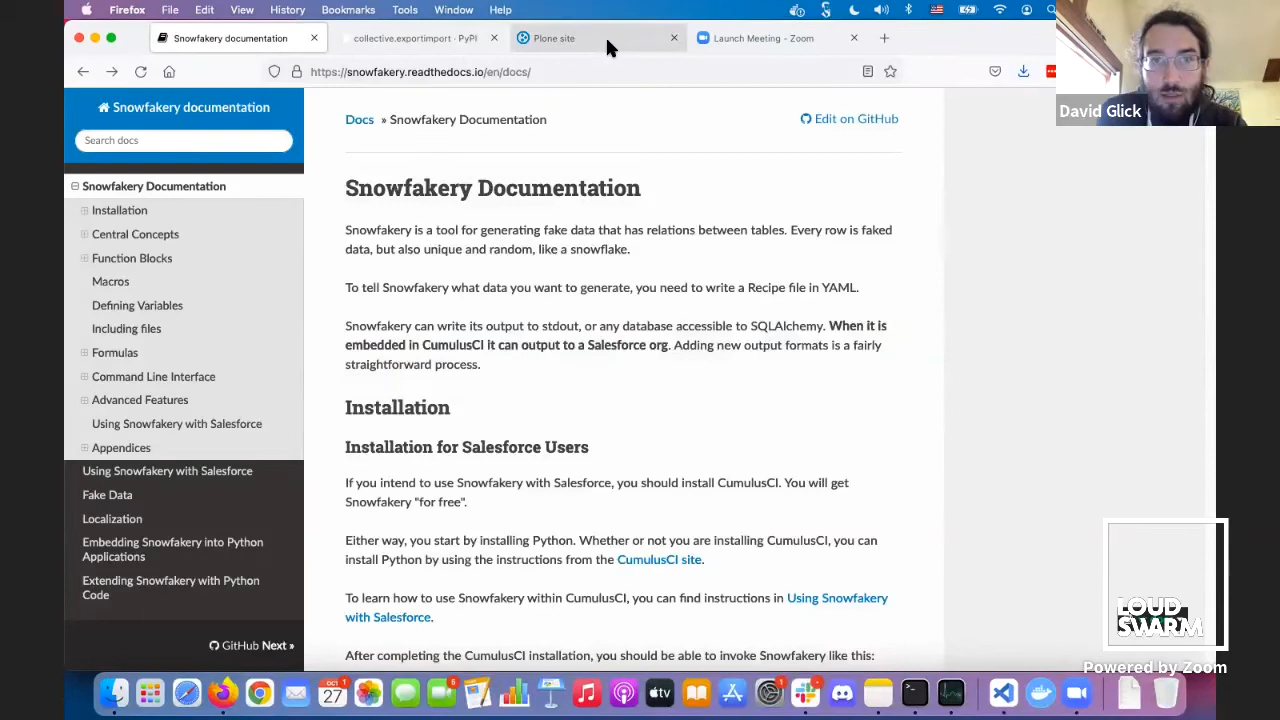 Firefox File Edit View History Bookmarks Tools Window Help
Snowfakery documentation
collective.exportimport · PyPI
Plone site
Launch Meeting - Zoom
https://snowfakery.readthedocs.io/en/docs/
David Glick
Snowfakery documentation
Search docs
Snowfakery Documentation
Installation
Central Concepts
Function Blocks
Macros
Defining Variables
Including files
Formulas
Command Line Interface
Advanced Features
Using Snowfakery with Salesforce
Appendices
Using Snowfakery with Salesforce
Fake Data
Localization
Embedding Snowfakery into Python
Applications
Extending Snowfakery with Python
Code
GitHub Next »
Docs » Snowfakery Documentation
Edit on GitHub
Snowfakery Documentation
Snowfakery is a tool for generating fake data that has relations between tables. Every row is faked
data, but also unique and random, like a snowflake.
To tell Snowfakery what data you want to generate, you need to write a Recipe file in YAML.
Snowfakery can write its output to stdout, or any database accessible to SQLAlchemy. When it is
embedded in CumulusCI it can output to a Salesforce org. Adding new output formats is a fairly
straightforward process.
Installation
Installation for Salesforce Users
If you intend to use Snowfakery with Salesforce, you should install CumulusCI. You will get
Snowfakery "for free".
Either way, you start by installing Python. Whether or not you are installing CumulusCI, you can
install Python by using the instructions from the CumulusCI site.
To learn how to use Snowfakery within CumulusCI, you can find instructions in Using Snowfakery
with Salesforce.
After completing the CumulusCI installation, you should be able to invoke Snowfakery like this:
LOUD
SWARM
Powered by Zoom
OCT
27
1
6
tv
1